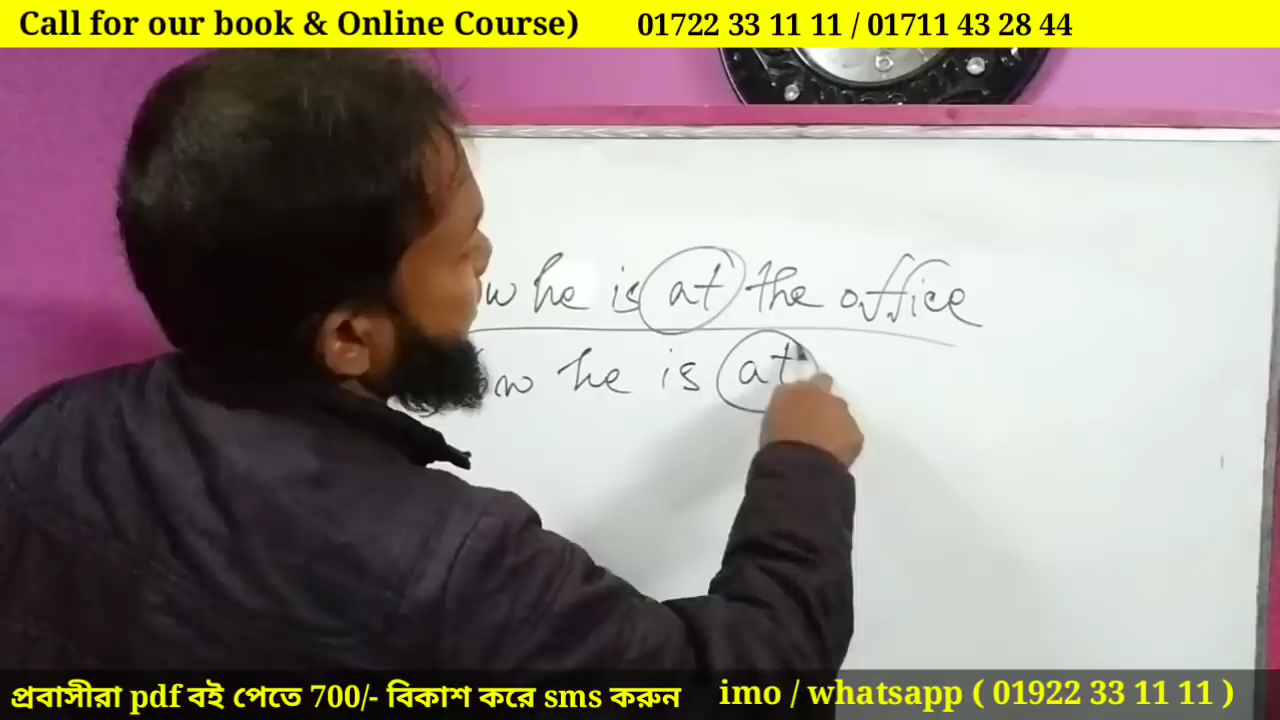 Call for our book & Online Course) 01722 33 11 11 / 01711 43 28 44
he is at the office
he is at
প্রবাসীরা pdf বই পেতে 700/- বিকাশ করে sms করুন imo / whatsapp ( 01922 33 11 11 )